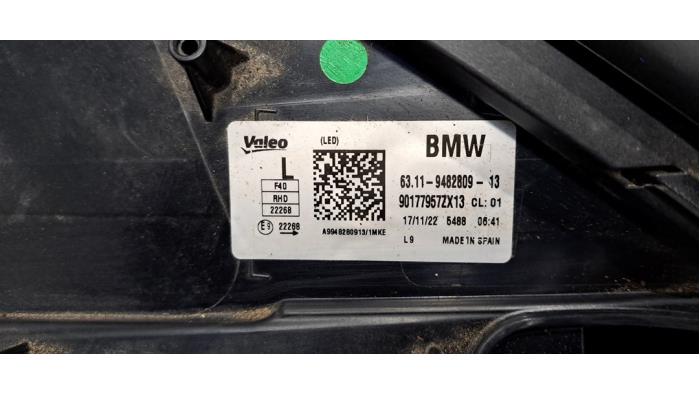 Valeo
(LED)
BMW
L
F40
RHD
22268
E9 22268
A9948280913/1MKE
63.11-9482809-13
90177957ZX13 CL:01
17/11/22 5488 06:41
L9 MADE IN SPAIN